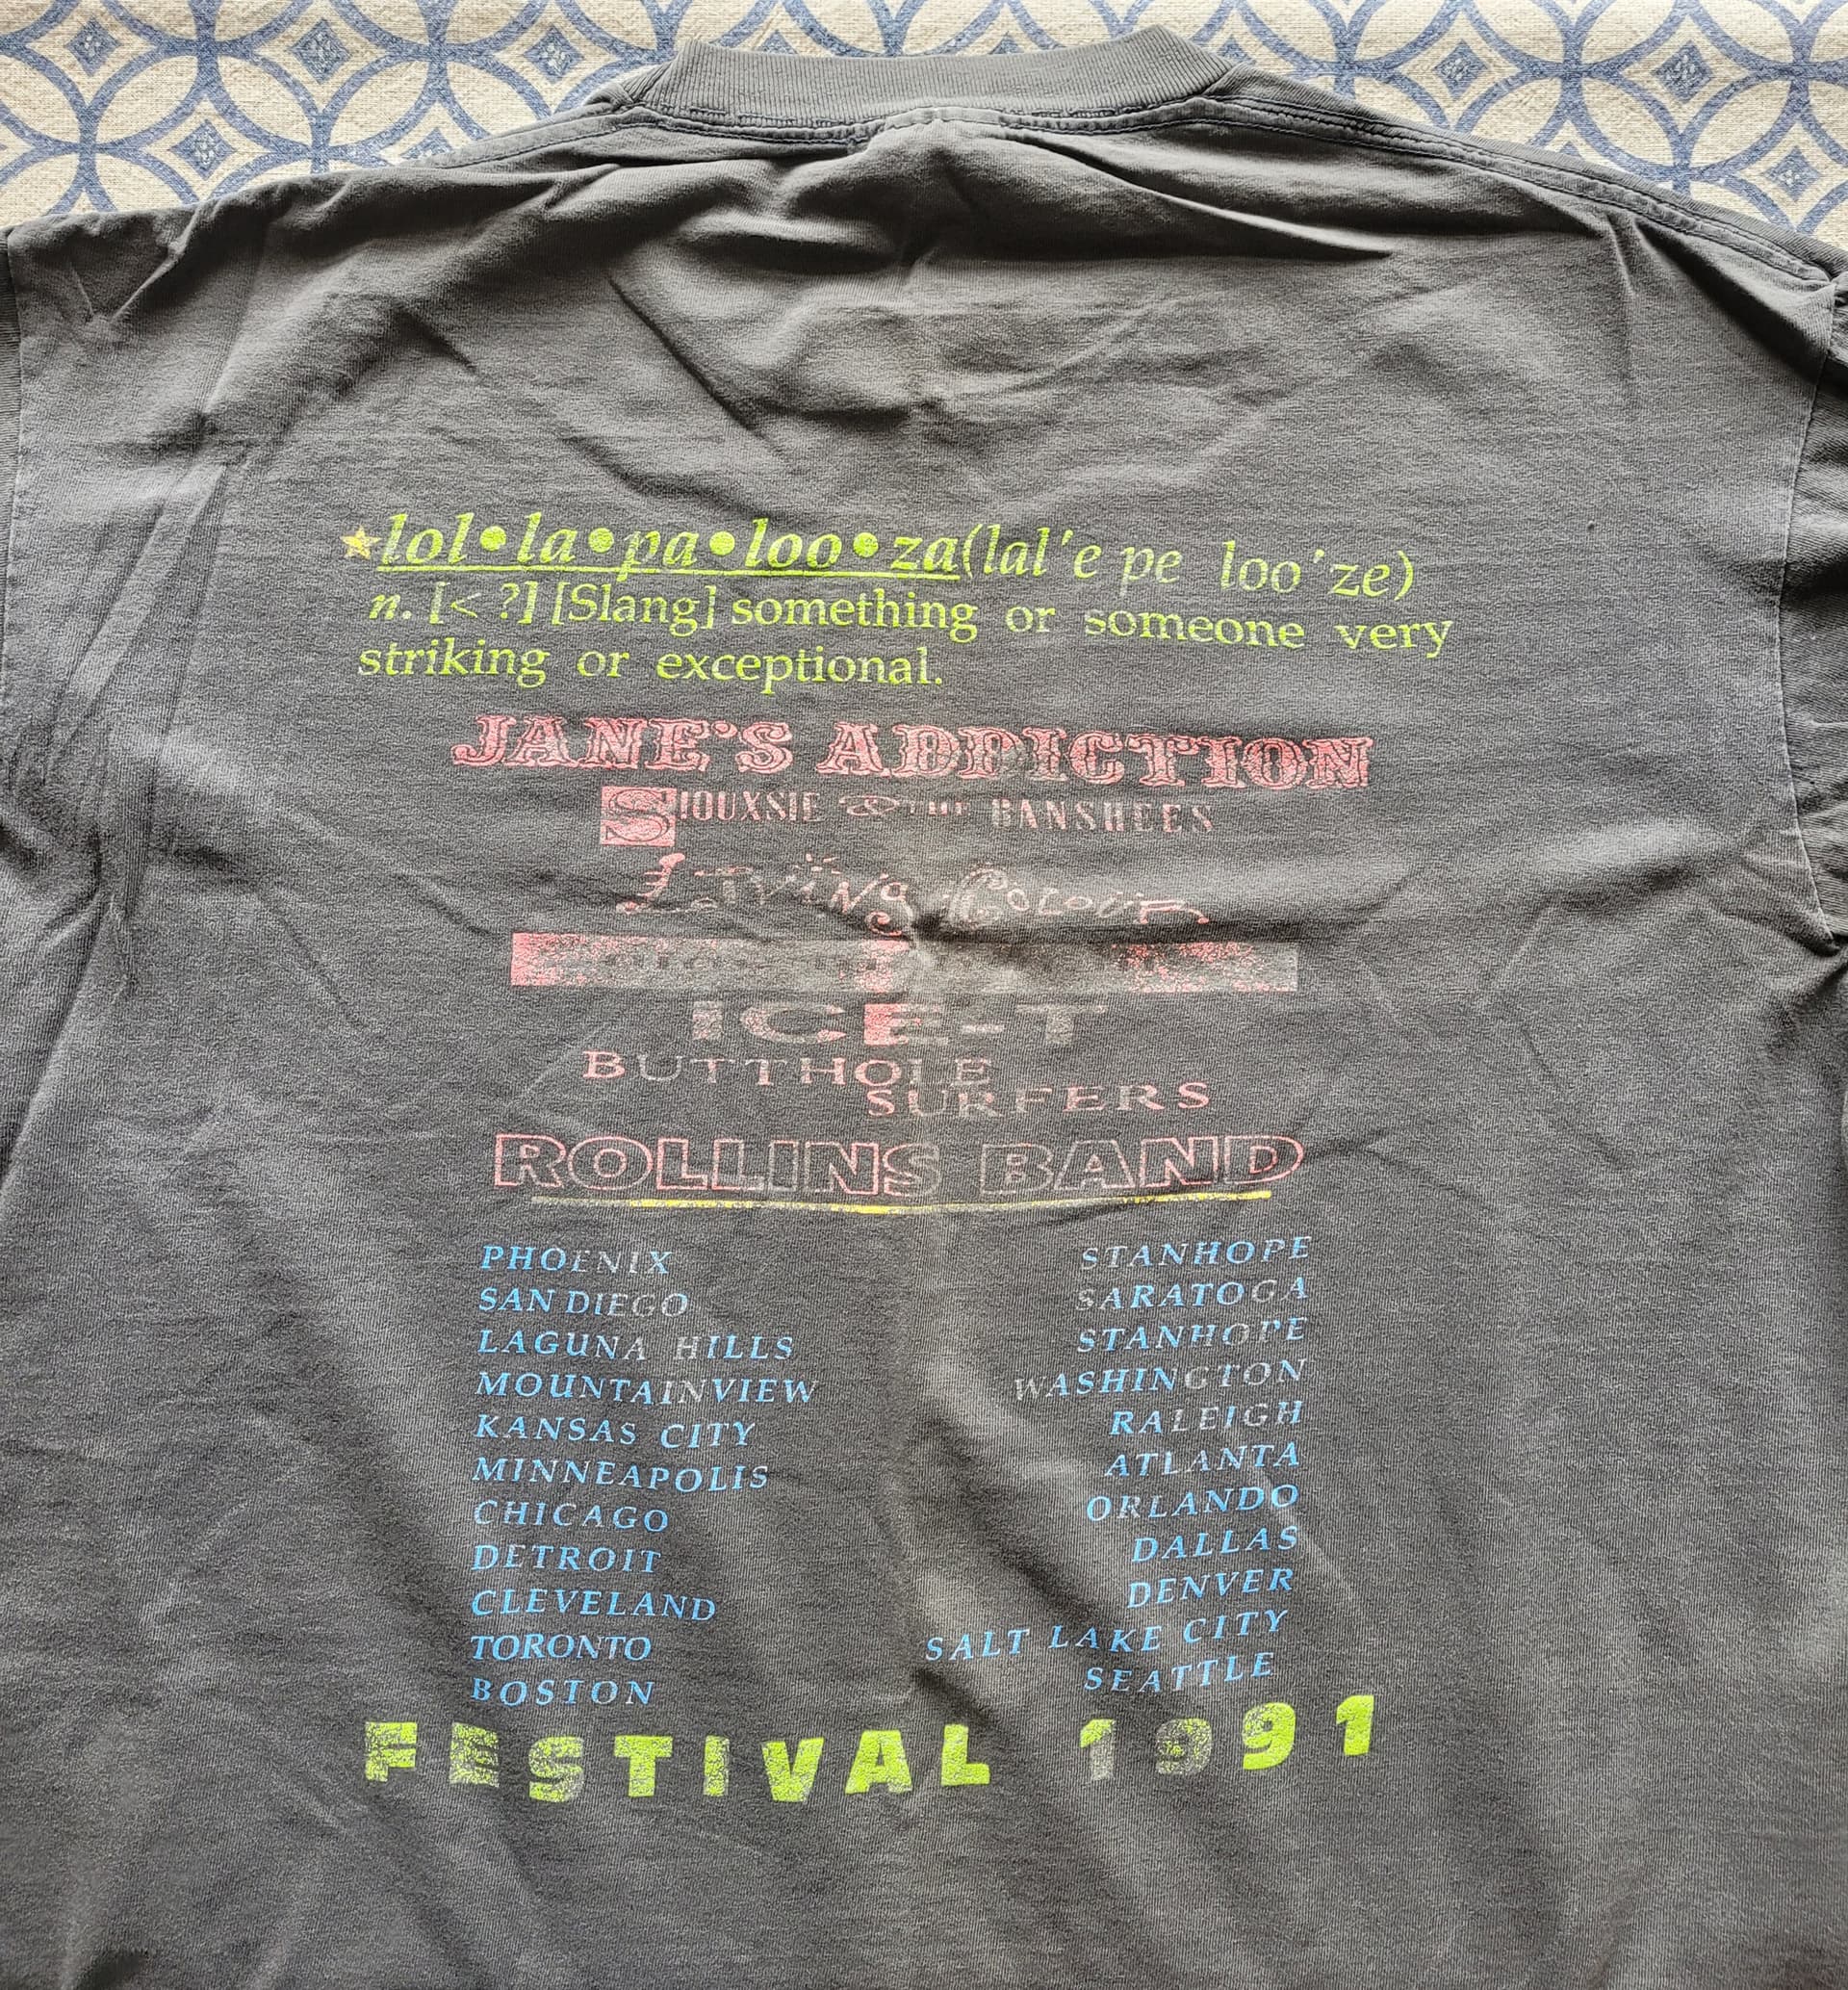 lol•la•pa•loo•za(lal'e pe loo'ze)
n. [< ?] [Slang] something or someone very
striking or exceptional.
JANE'S ADDICTION
SIOUXSIE & THE BANSHEES
LIVING COLOUR
ICE-T
BUTTHOLE
SURFERS
ROLLINS BAND
PHOENIX
SAN DIEGO
LAGUNA HILLS
MOUNTAINVIEW
KANSAS CITY
MINNEAPOLIS
CHICAGO
DETROIT
CLEVELAND
TORONTO
BOSTON
STANHOPE
SARATOGA
STANHOPE
WASHINGTON
RALEIGH
ATLANTA
ORLANDO
DALLAS
DENVER
SALT LAKE CITY
SEATTLE
FESTIVAL 1991